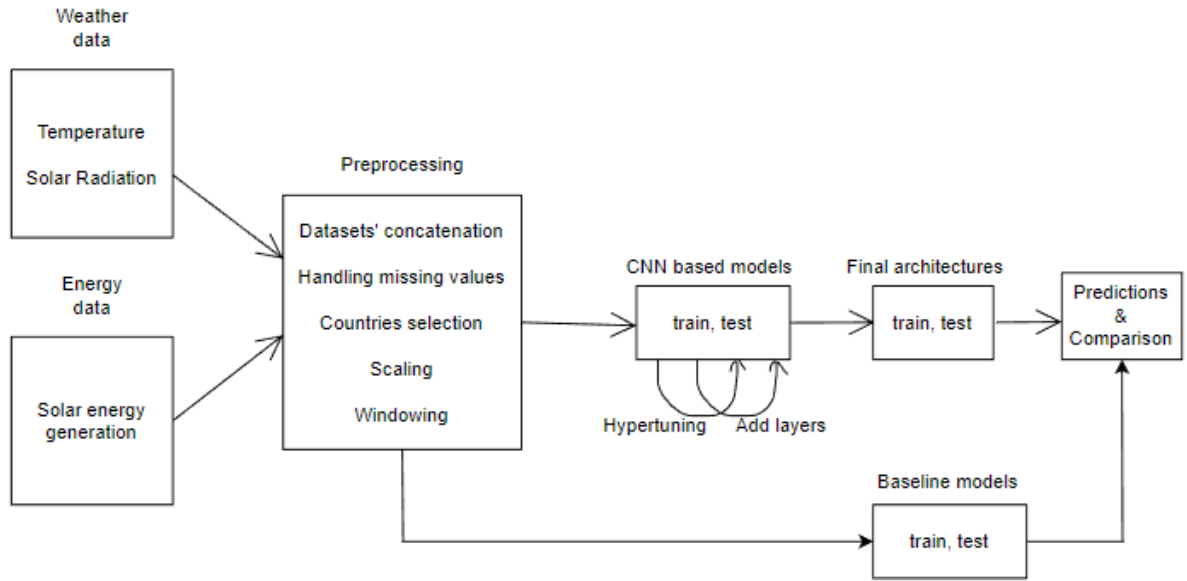 Weather
data
Temperature
Solar Radiation
Energy
data
Solar energy
generation
Preprocessing
Datasets' concatenation
Handling missing values
Countries selection
Scaling
Windowing
CNN based models
train, test
Hypertuning
Add layers
Final architectures
train, test
Baseline models
train, test
Predictions
&
Comparison